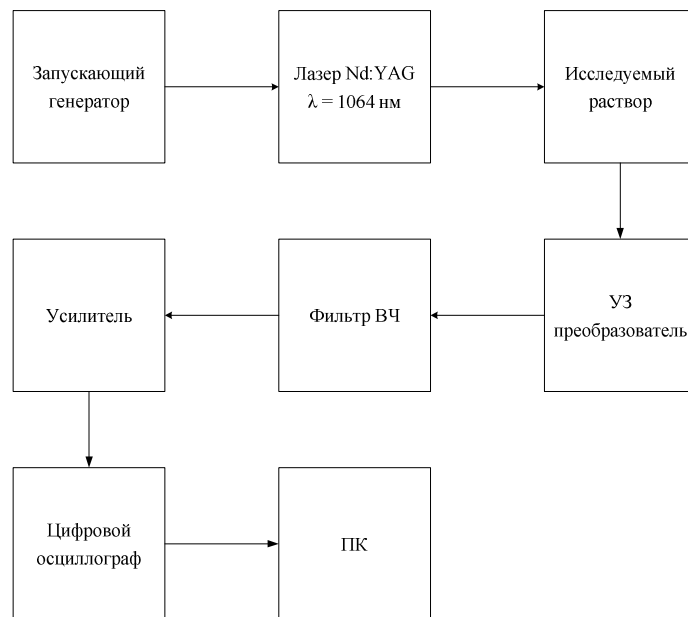 Запускающий
генератор
Лазер Nd:YAG
λ = 1064 нм
Исследуемый
раствор
Усилитель
Фильтр ВЧ
УЗ
преобразователь
Цифровой
осциллограф
ПК